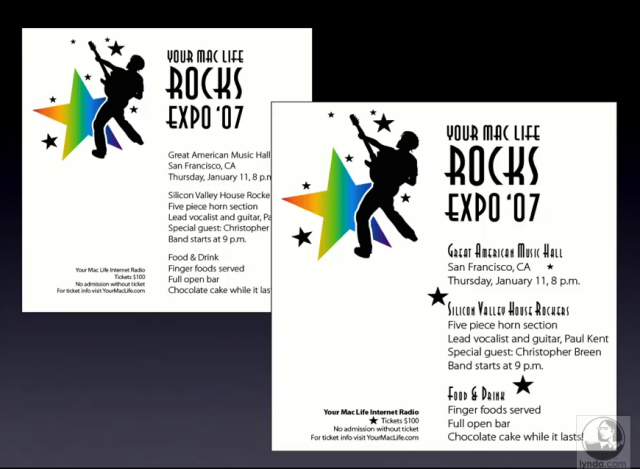 YOUR MAC LIFE
ROCKS
EXPO '07
Great American Music Hall
San Francisco, CA
Thursday, January 11, 8 p.m
Silicon Valley House Rocke
Five piece horn section
Lead vocalist and guitar, Pa
Special guest: Christopher
Band starts at 9 p.m.
Food & Drink
Finger foods served
Full open bar
Chocolate cake while it las
Your Mac Life Internet Radio
Tickets $100
No admission without ticket
For ticket info visit YourMacLife.com
YOUR MAC LIFE
ROCKS
EXPO '07
Great American Music Hall
San Francisco, CA
Thursday, January 11, 8 p.m.
Silicon Valley House Rockers
Five piece horn section
Lead vocalist and guitar, Paul Kent
Special guest: Christopher Breen
Band starts at 9 p.m.
Food & Drink
Finger foods served
Full open bar
Chocolate cake while it lasts!
Your Mac Life Internet Radio
Tickets $100
No admission without ticket
For ticket info visit YourMacLife.com
lynda.com